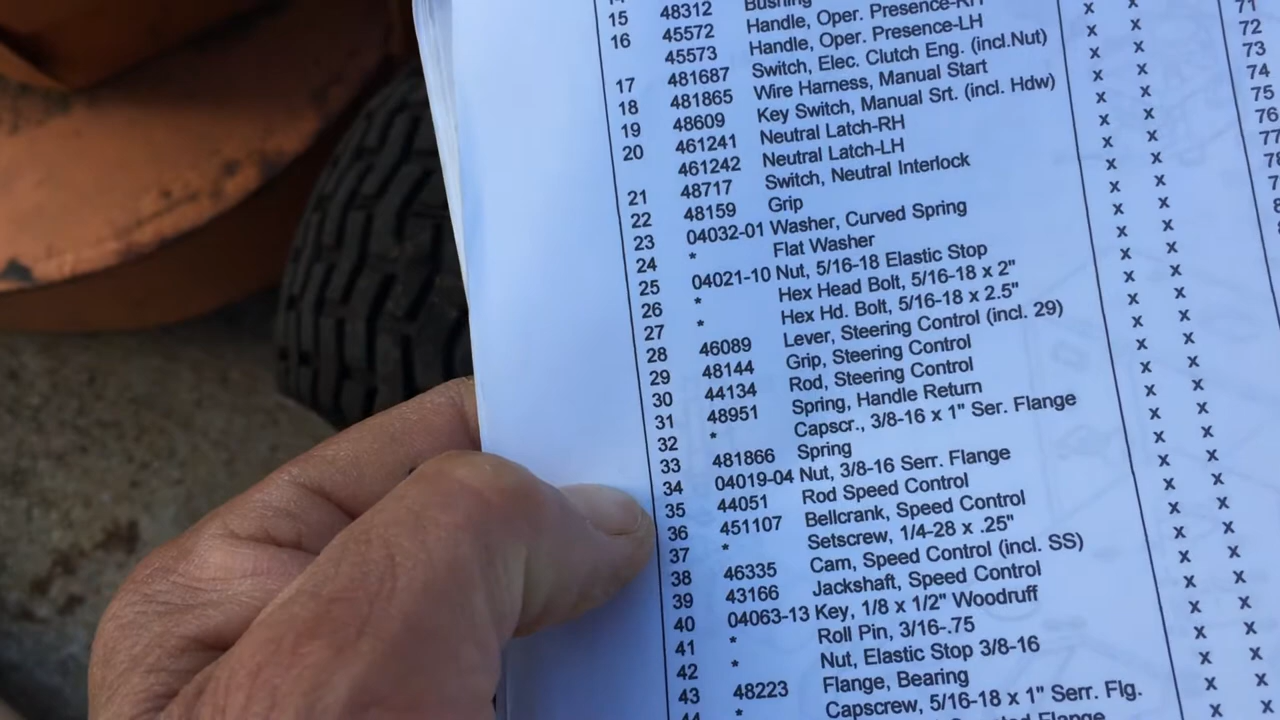 15 48312 Bushing
16 45572 Handle, Oper. Presence-RH
45573 Handle, Oper. Presence-LH x x
17 481687 Switch, Elec. Clutch Eng. (incl.Nut) x x 71
18 481865 Wire Harness, Manual Start x x 72
19 48609 Key Switch, Manual Srt. (incl. Hdw) x x 73
20 461241 Neutral Latch-RH x x 74
461242 Neutral Latch-LH x x 75
21 48717 Switch, Neutral Interlock x x 76
22 48159 Grip x x
23 04032-01 Washer, Curved Spring x x
24 * Flat Washer x x
25 04021-10 Nut, 5/16-18 Elastic Stop x x
26 * Hex Head Bolt, 5/16-18 x 2" x x
27 * Hex Hd. Bolt, 5/16-18 x 2.5" x x
28 46089 Lever, Steering Control (incl. 29) x x
29 48144 Grip, Steering Control x x
30 44134 Rod, Steering Control x x
31 48951 Spring, Handle Return x x
32 * Capscr., 3/8-16 x 1" Ser. Flange x x
33 481866 Spring x x
34 04019-04 Nut, 3/8-16 Serr. Flange x x
35 44051 Rod Speed Control x x
36 451107 Bellcrank, Speed Control x x
37 * Setscrew, 1/4-28 x .25" x x
38 46335 Cam, Speed Control (incl. SS) x x
39 43166 Jackshaft, Speed Control x x
40 04063-13 Key, 1/8 x 1/2" Woodruff x x
41 * Roll Pin, 3/16-.75 x x
42 * Nut, Elastic Stop 3/8-16 x x
43 48223 Flange, Bearing x x
44 * Capscrew, 5/16-18 x 1" Serr. Flg. x x
Flange